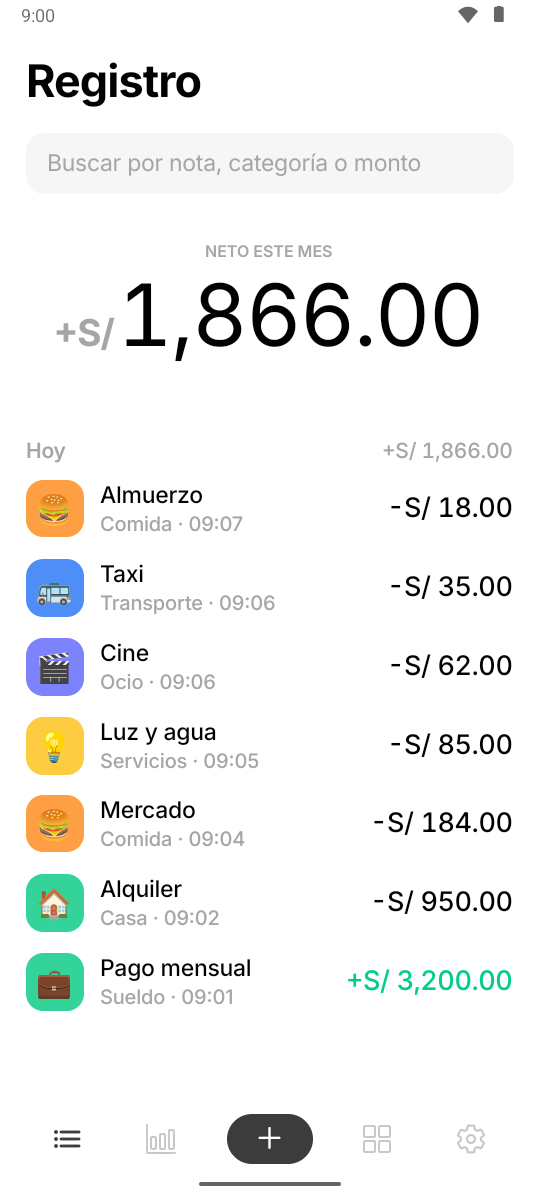 9:00
Registro
Buscar por nota, categoría o monto
NETO ESTE MES
+S/ 1,866.00
Hoy +S/ 1,866.00
Almuerzo
Comida · 09:07
-S/ 18.00
Taxi
Transporte · 09:06
-S/ 35.00
Cine
Ocio · 09:06
-S/ 62.00
Luz y agua
Servicios · 09:05
-S/ 85.00
Mercado
Comida · 09:04
-S/ 184.00
Alquiler
Casa · 09:02
-S/ 950.00
Pago mensual
Sueldo · 09:01
+S/ 3,200.00